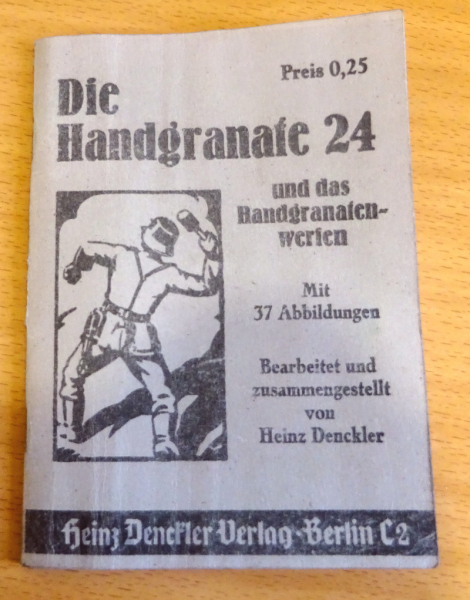 Preis 0,25
Die
Handgranate 24
und das
Handgranaten-
werfen
Mit
37 Abbildungen
Bearbeitet und
zusammengestellt
von
Heinz Denckler
Heinz Denckler-Verlag-Berlin C2